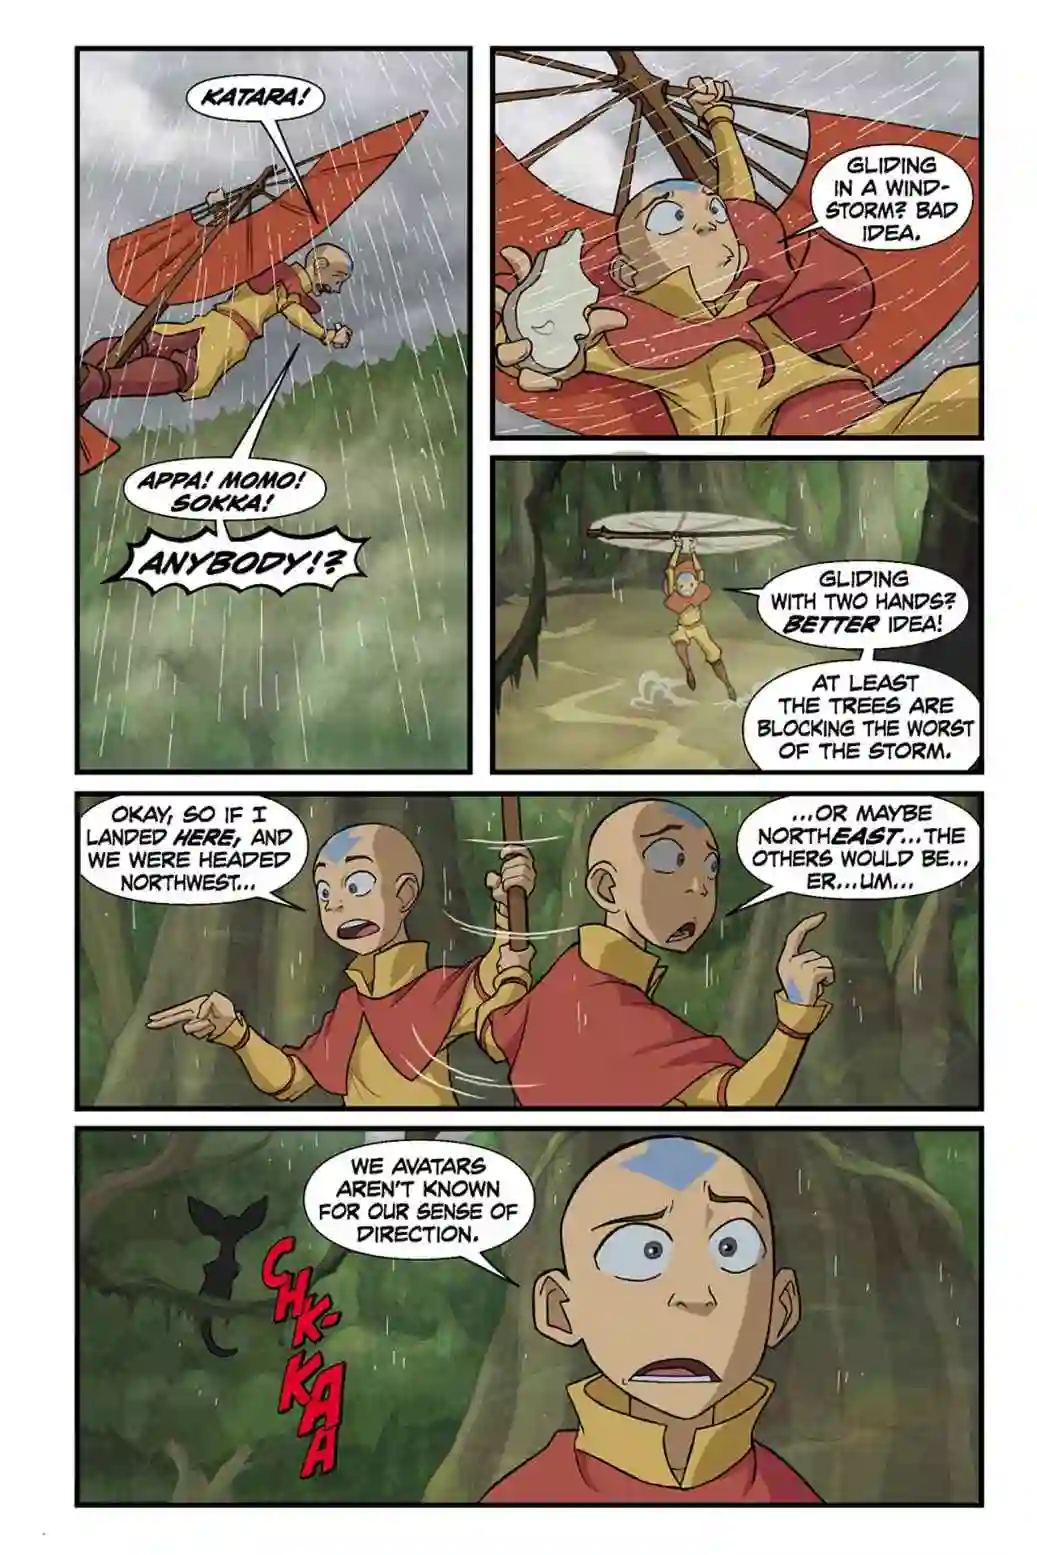 KATARA!
APPA! MOMO!
SOKKA!
ANYBODY!?
GLIDING
IN A WIND-
STORM? BAD
IDEA.
GLIDING
WITH TWO HANDS?
BETTER IDEA!
AT LEAST
THE TREES ARE
BLOCKING THE WORST
OF THE STORM.
OKAY, SO IF I
LANDED HERE, AND
WE WERE HEADED
NORTHWEST...
...OR MAYBE
NORTHEAST...THE
OTHERS WOULD BE...
ER...UM...
WE AVATARS
AREN'T KNOWN
FOR OUR SENSE OF
DIRECTION.
CHK-
KAA